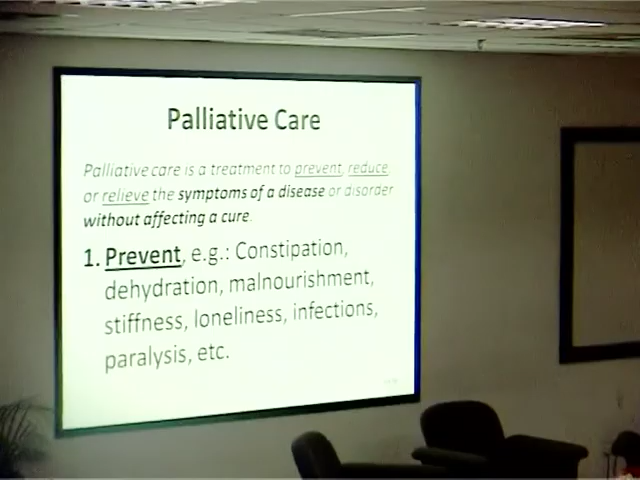 Palliative Care
Palliative care is a treatment to prevent, reduce
or relieve the symptoms of a disease or disorder
without affecting a cure.
1. Prevent, e.g.: Constipation,
dehydration, malnourishment,
stiffness, loneliness, infections,
paralysis, etc.